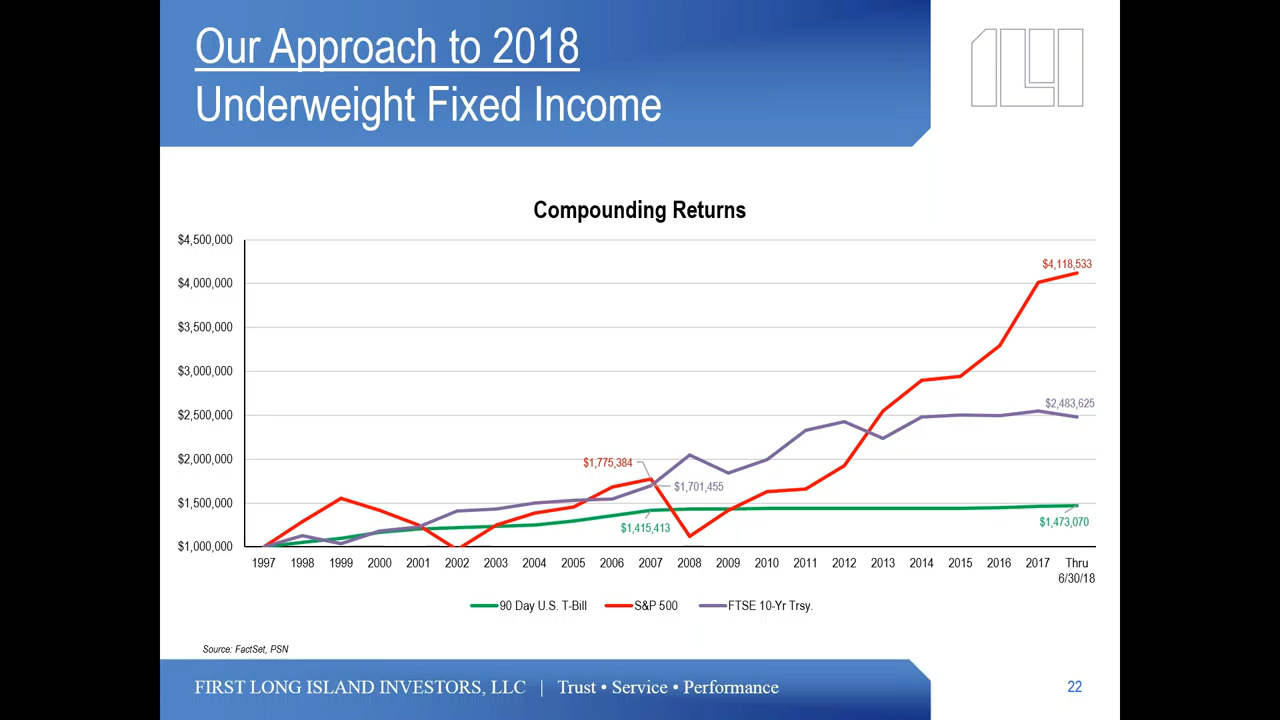 Our Approach to 2018
Underweight Fixed Income
Compounding Returns
$4,500,000
$4,000,000
$3,500,000
$3,000,000
$2,500,000
$2,000,000
$1,500,000
$1,000,000
$4,118,533
$2,483,625
$1,775,384
$1,701,455
$1,415,413
$1,473,070
1997 1998 1999 2000 2001 2002 2003 2004 2005 2006 2007 2008 2009 2010 2011 2012 2013 2014 2015 2016 2017 Thru
6/30/18
90 Day U.S. T-Bill S&P 500 FTSE 10-Yr Trsy.
Source: FactSet, PSN
FIRST LONG ISLAND INVESTORS, LLC | Trust • Service • Performance
22